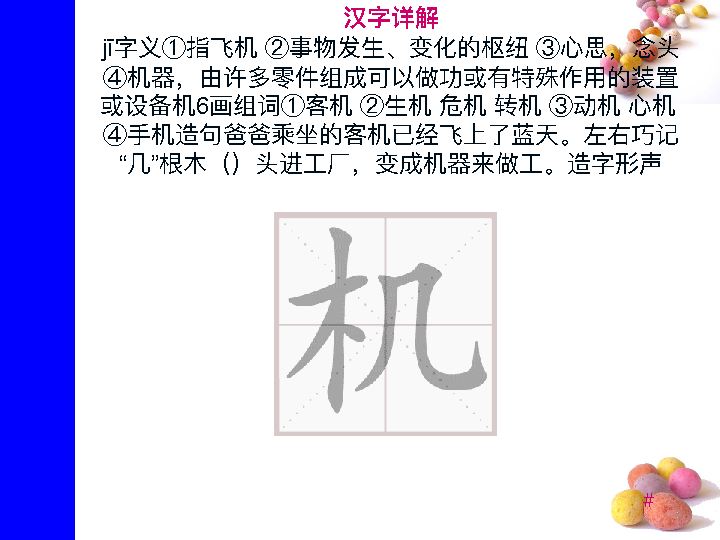 汉字详解
jī字义①指飞机 ②事物发生、变化的枢纽 ③心思，念头
④机器，由许多零件组成可以做功或有特殊作用的装置
或设备机6画组词①客机 ②生机 危机 转机 ③动机 心机
④手机造句爸爸乘坐的客机已经飞上了蓝天。左右巧记
“几”根木（）头进工厂，变成机器来做工。造字形声
机
#